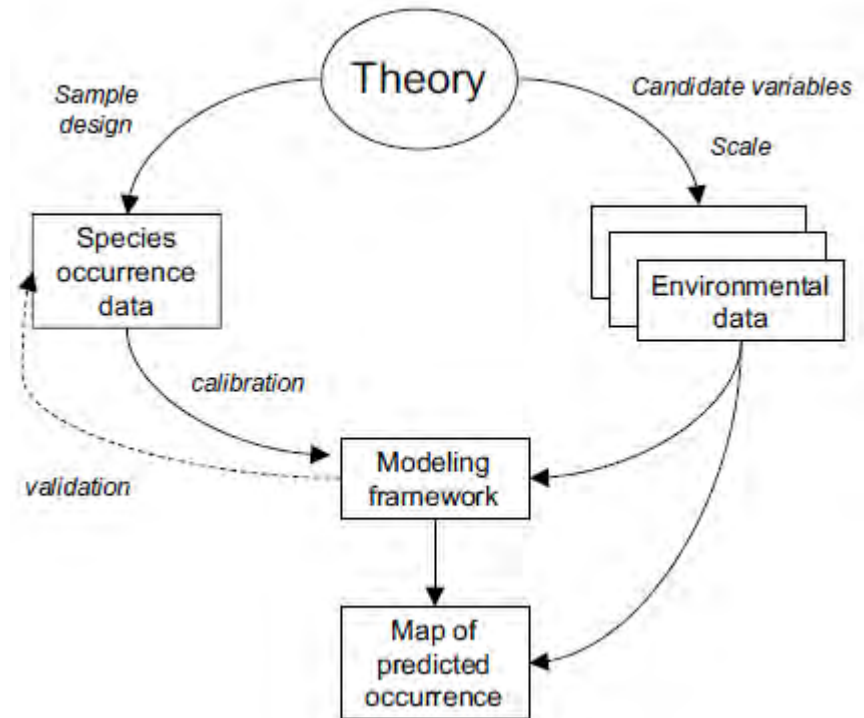 Theory
Sample
design
Candidate variables
Scale
Species
occurrence
data
Environmental
data
calibration
Modeling
framework
validation
Map of
predicted
occurrence